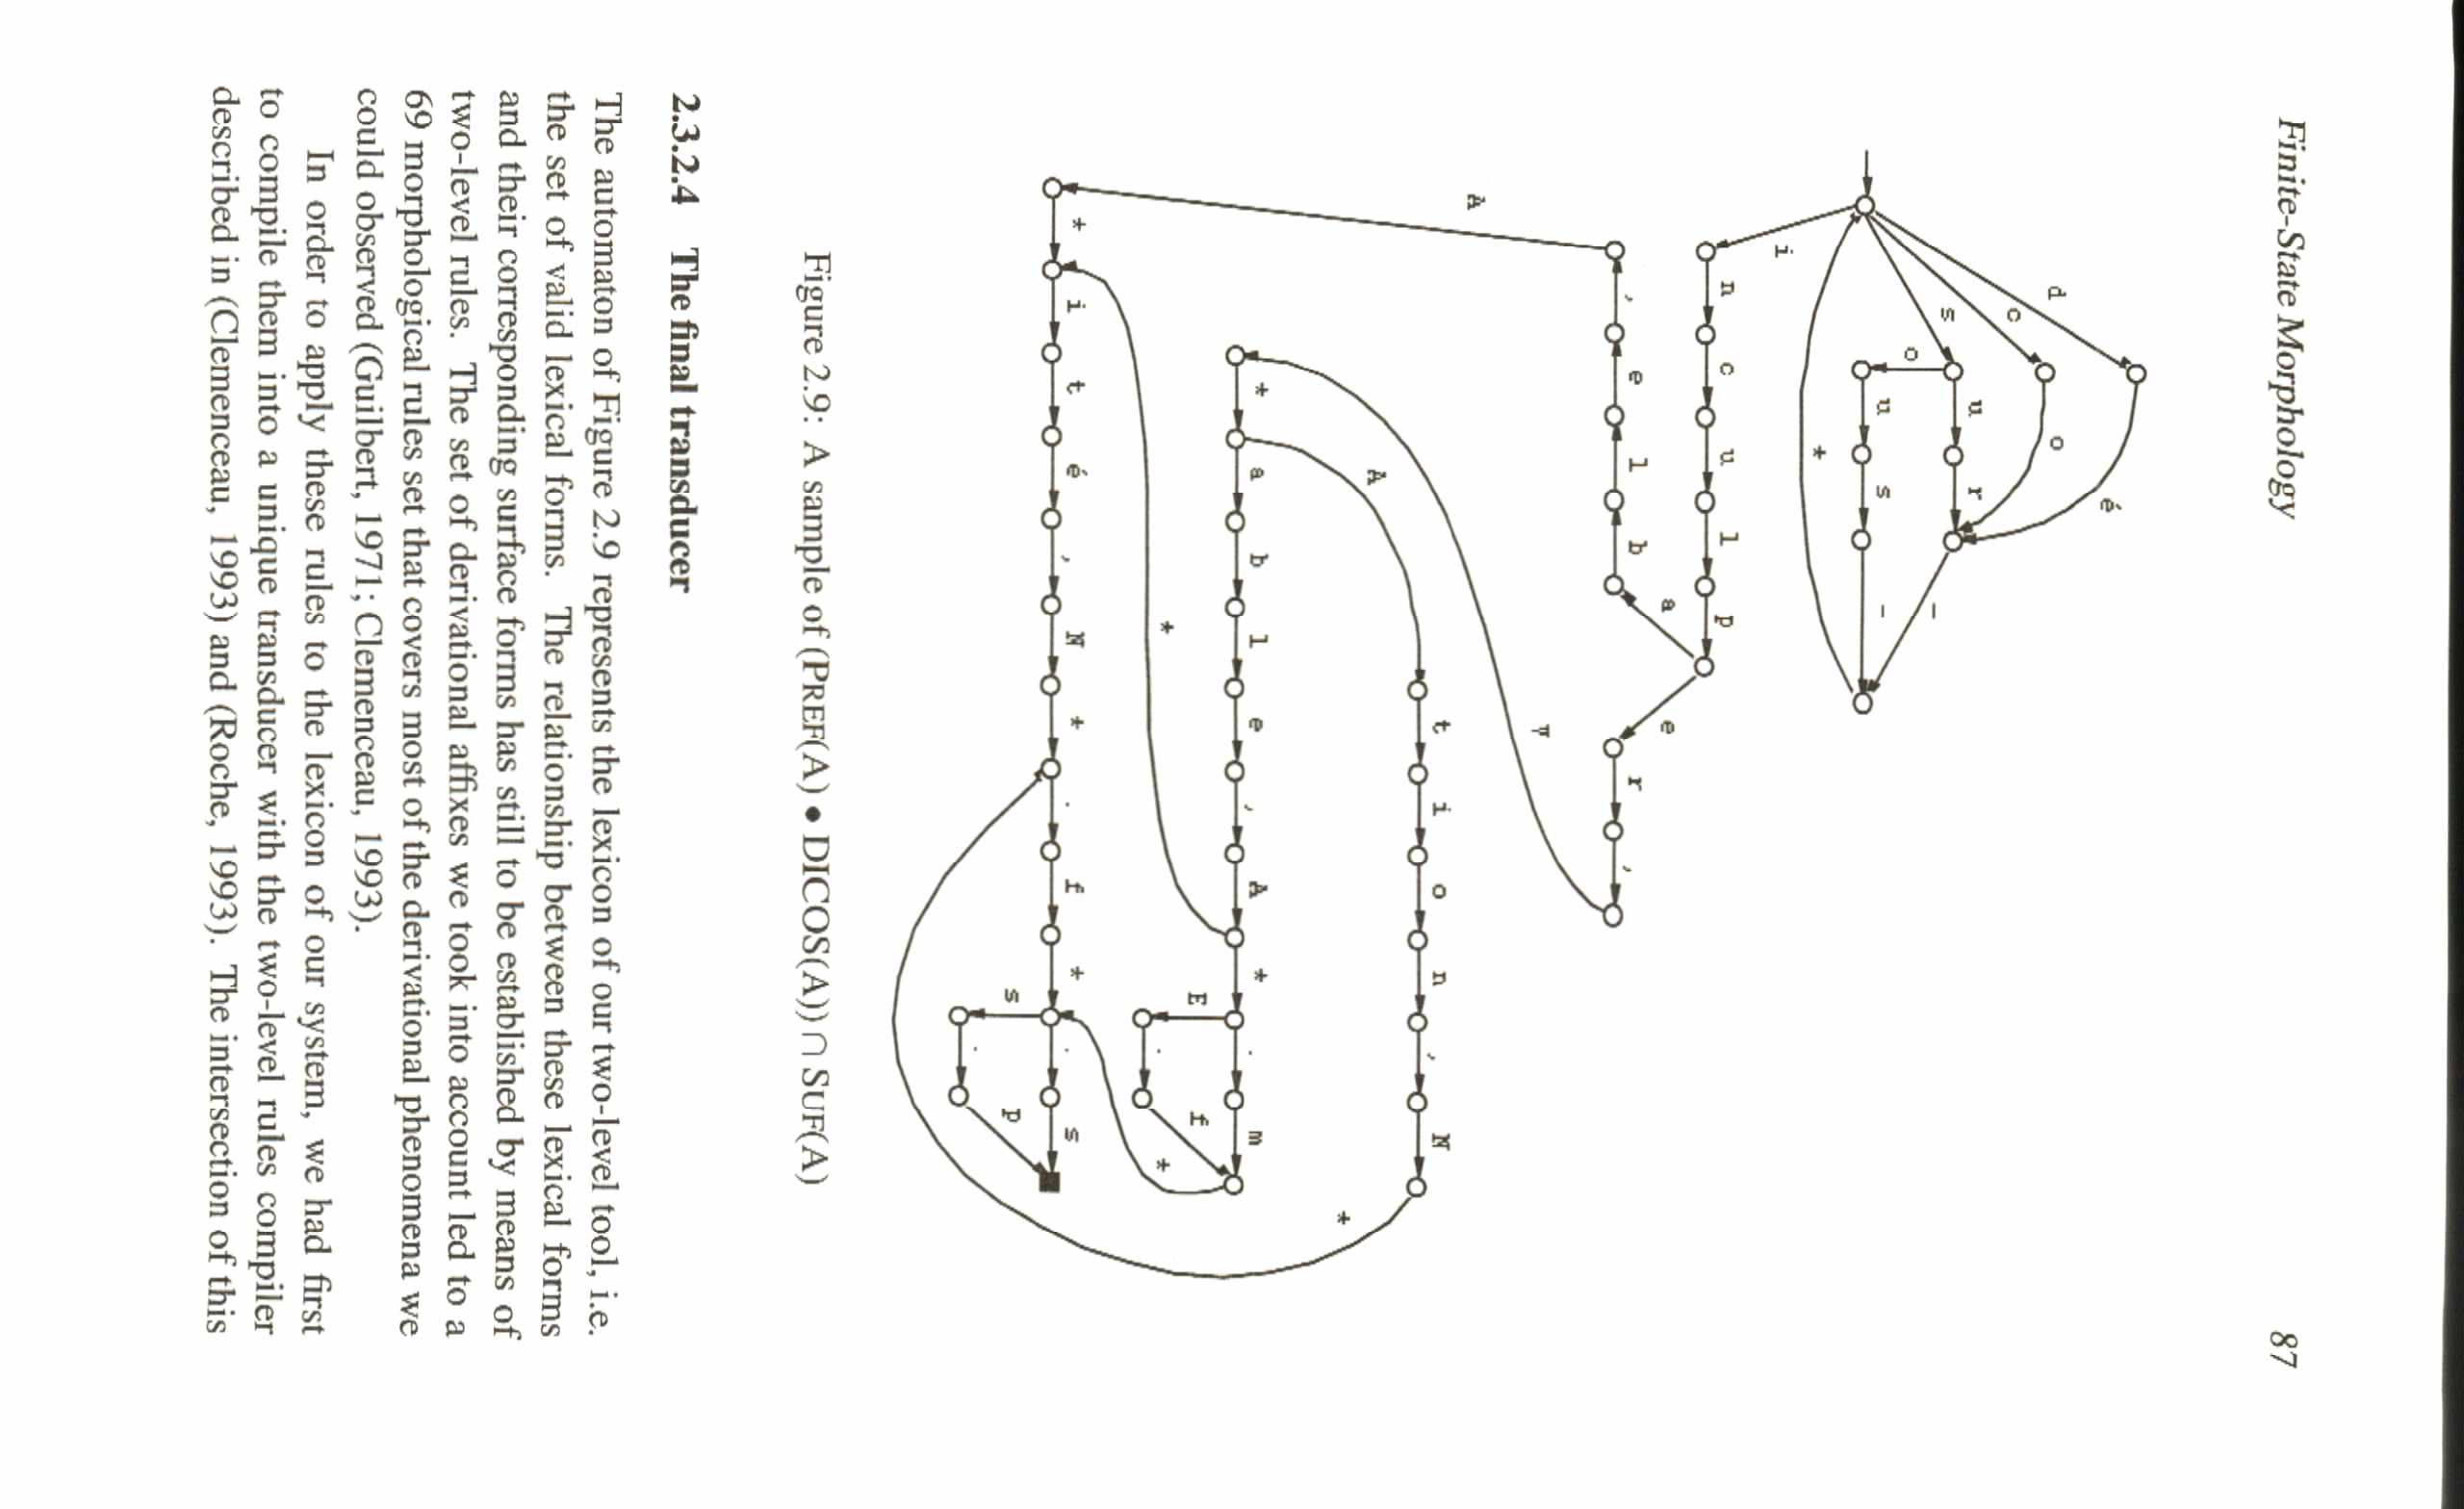 Finite-State Morphology 87
é
d
o
c
u r
s
-
o
u s -
*
i
n c u l p
a e
, e l b r ,
V
A
t i o n , N
A
*
* a b l e , A * . m
E . f
* *
* i t é , N * . f * . s
s . p
Figure 2.9: A sample of (PREF(A) ● DICOS(A)) ∩ SUF(A)
2.3.2.4 The final transducer
The automaton of Figure 2.9 represents the lexicon of our two-level tool, i.e.
the set of valid lexical forms. The relationship between these lexical forms
and their corresponding surface forms has still to be established by means of
two-level rules. The set of derivational affixes we took into account led to a
69 morphological rules set that covers most of the derivational phenomena we
could observed (Guilbert, 1971; Clemenceau, 1993).
In order to apply these rules to the lexicon of our system, we had first
to compile them into a unique transducer with the two-level rules compiler
described in (Clemenceau, 1993) and (Roche, 1993). The intersection of this